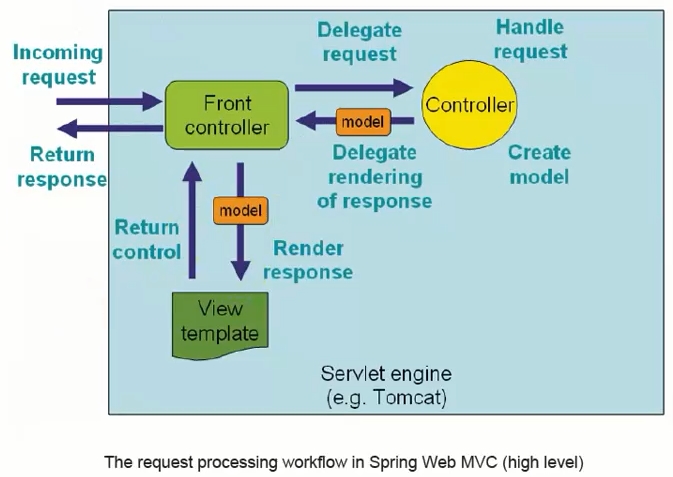 Incoming
request
Return
response
Front
controller
Delegate
request
model
Delegate
rendering
of response
Handle
request
Controller
Create
model
Return
control
model
Render
response
View
template
Servlet engine
(e.g. Tomcat)
The request processing workflow in Spring Web MVC (high level)